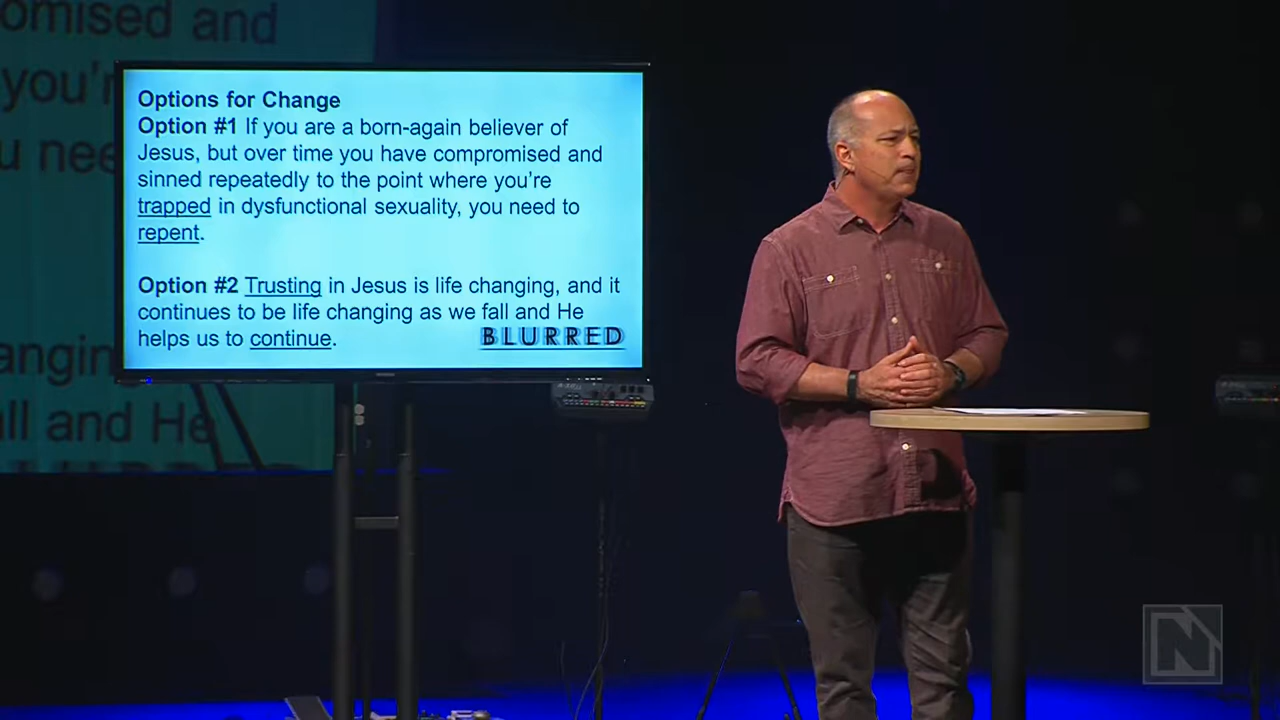 omised and
you'r
u nee
anging
all and He
Options for Change
Option #1 If you are a born-again believer of
Jesus, but over time you have compromised and
sinned repeatedly to the point where you're
trapped in dysfunctional sexuality, you need to
repent.
Option #2 Trusting in Jesus is life changing, and it
continues to be life changing as we fall and He
helps us to continue.
BLURRED
N